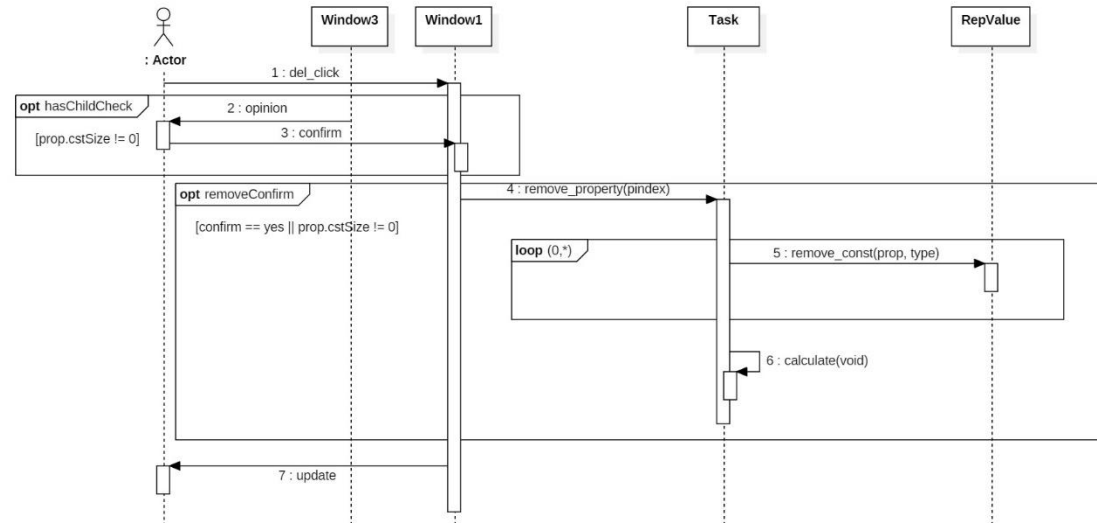 Window3
Window1
Task
RepValue
: Actor
1 : del_click
opt hasChildCheck
2 : opinion
[prop.cstSize != 0]
3 : confirm
opt removeConfirm
4 : remove_property(pindex)
[confirm == yes || prop.cstSize != 0]
loop (0,*)
5 : remove_const(prop, type)
6 : calculate(void)
7 : update